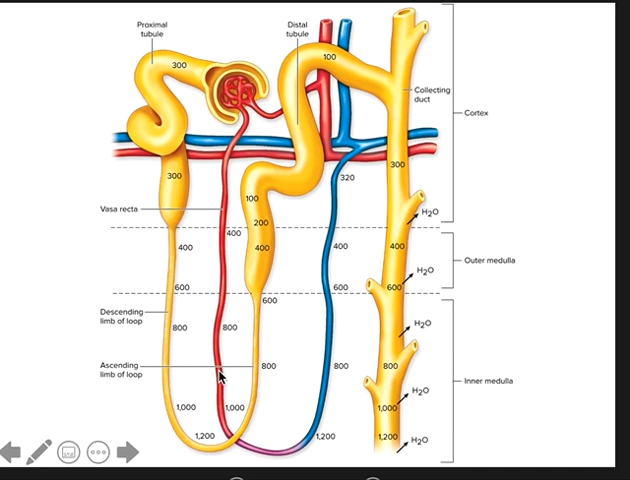 Proximal
tubule
Distal
tubule
300
100
Collecting
duct
Cortex
300
300
320
100
Vasa recta
H2O
200
400
400
400
400
400
Outer medulla
H2O
600
600
600
600
Descending
limb of loop
800
800
H2O
Ascending
limb of loop
800
800
800
Inner medulla
H2O
1,000
1,000
1,000
1,200
1,200
1,200
H2O